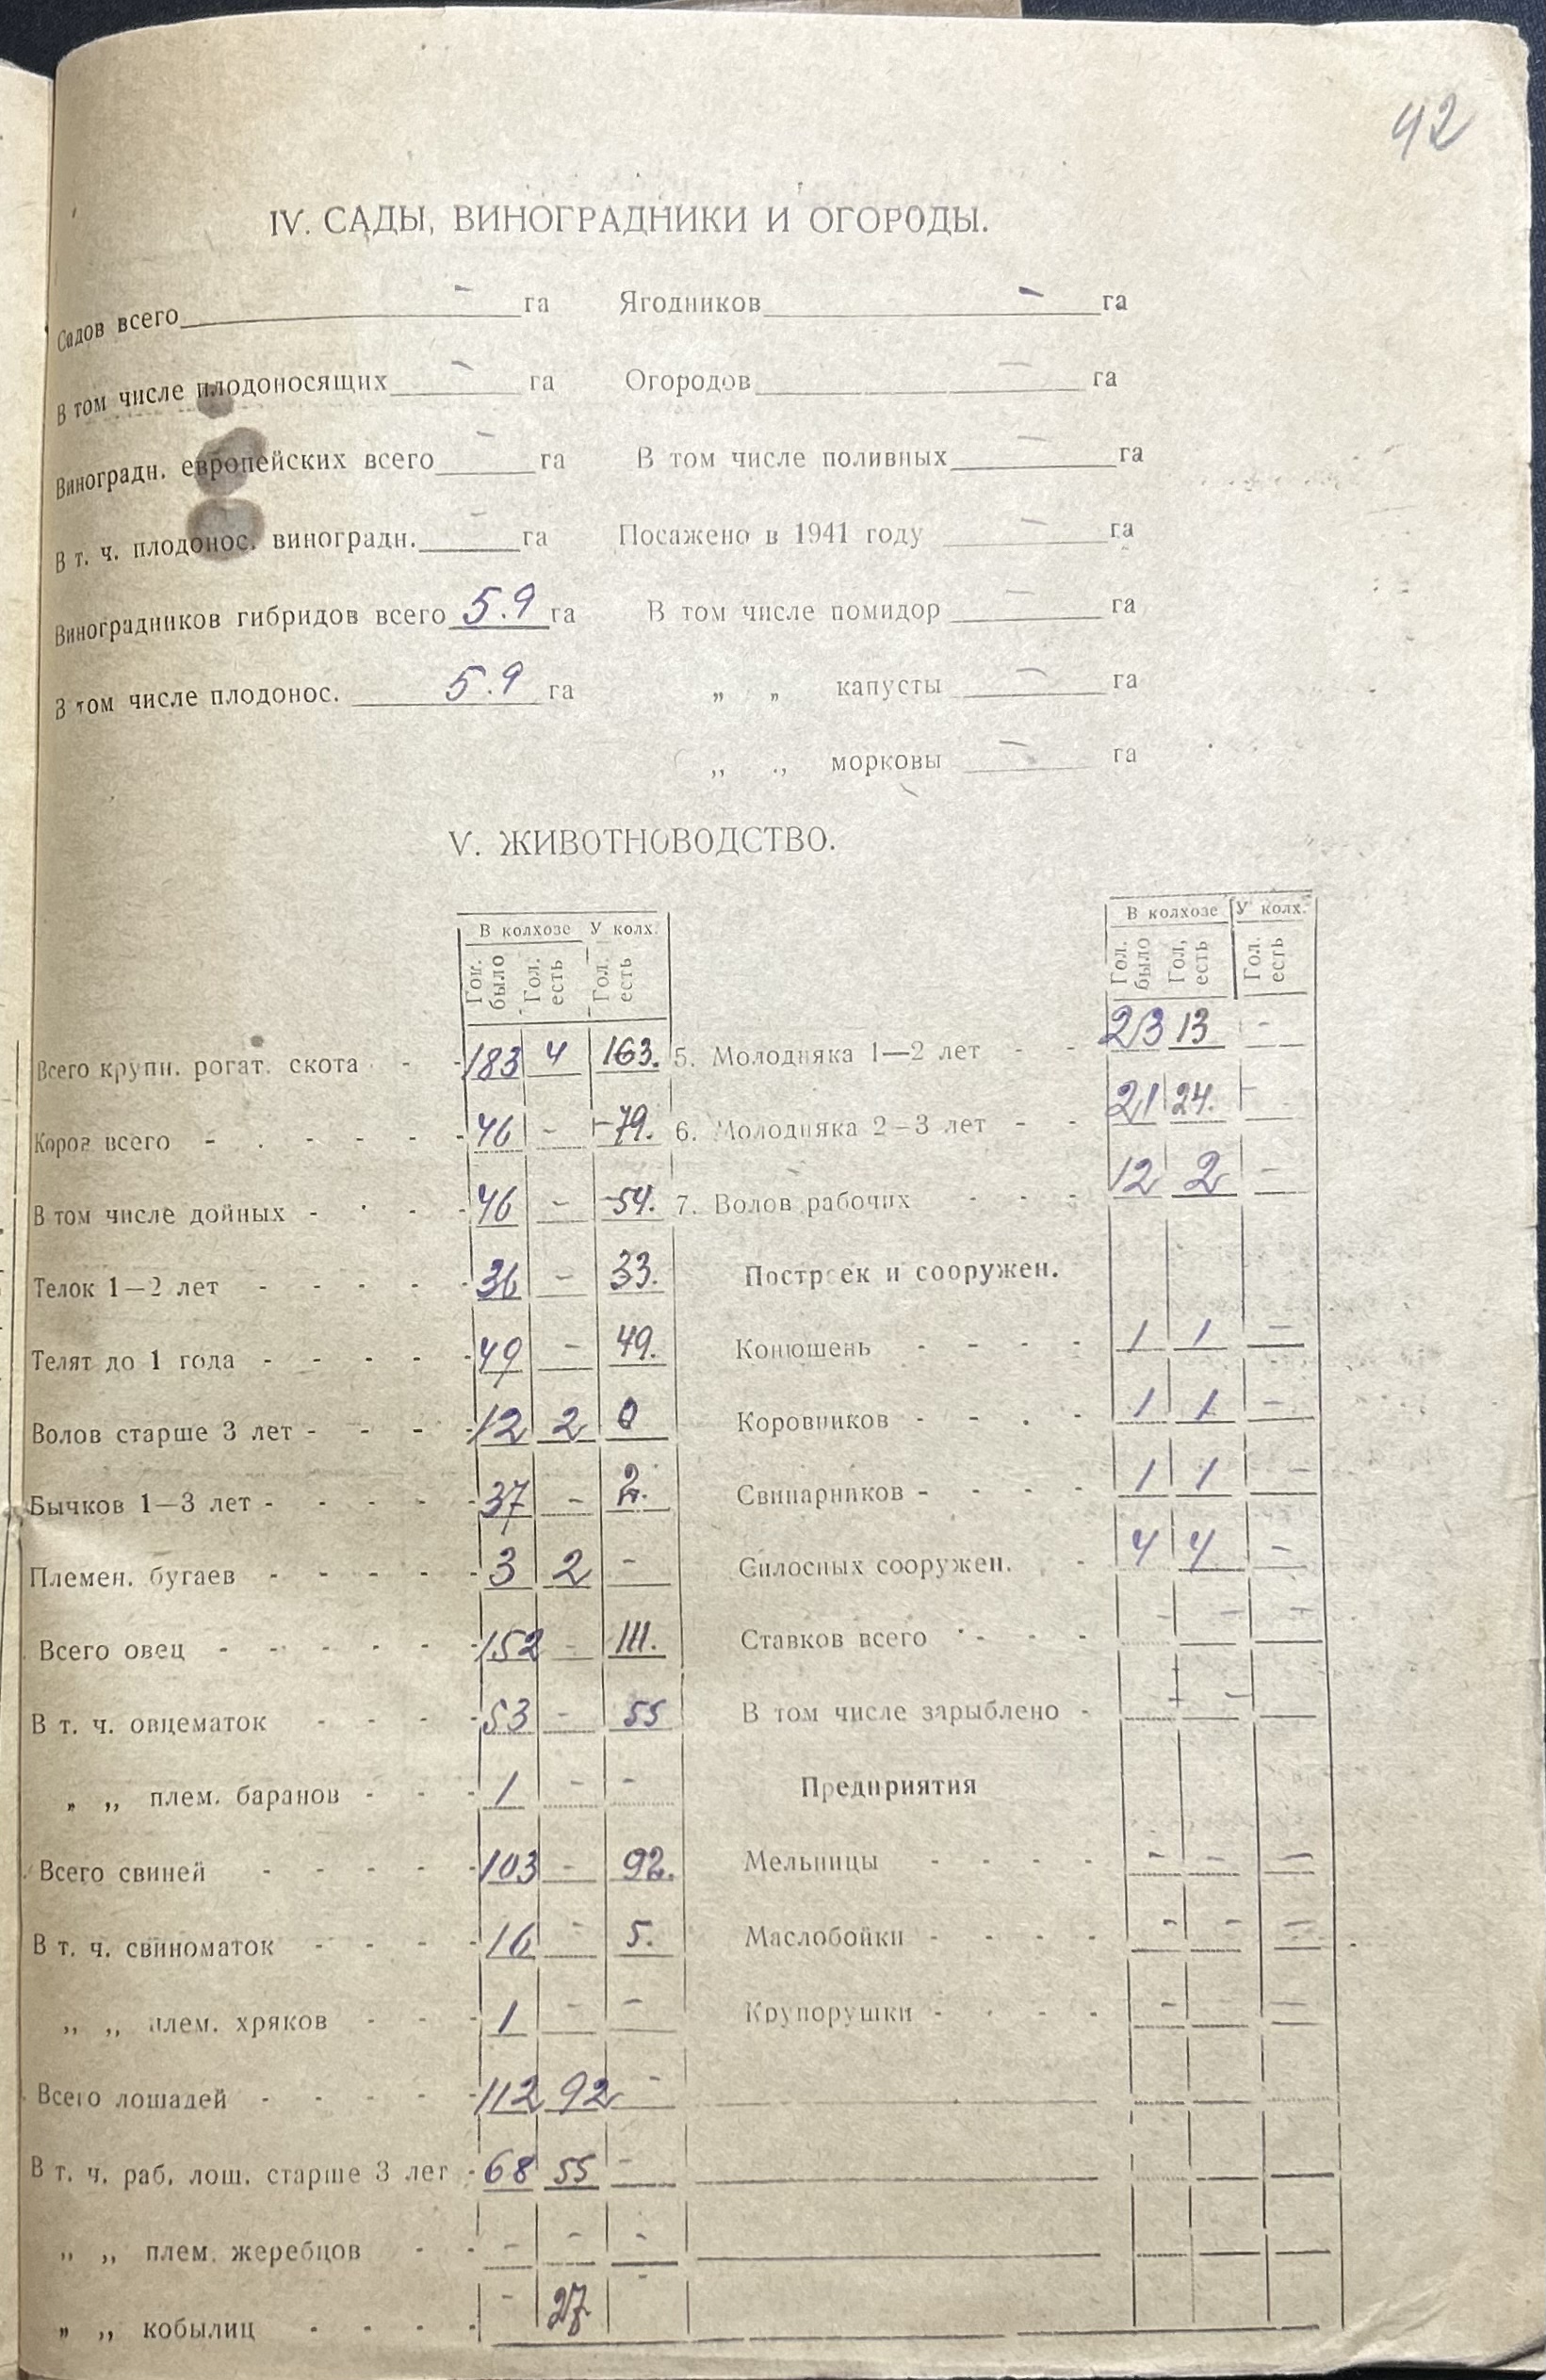 42
IV. САДЫ, ВИНОГРАДНИКИ И ОГОРОДЫ.
Садов всего - га Ягодников - га
В том числе плодоносящих - га Огородов - га
Виноградн. европейских всего - га В том числе поливных - га
В т. ч. плодонос. виноградн. - га Посажено в 1941 году - га
Виноградников гибридов всего 5.9 га В том числе помидор - га
В том числе плодонос. 5.9 га „ „ капусты - га
„ „ морковы - га
V. ЖИВОТНОВОДСТВО.
В колхозе У колх. В колхозе У колх.
Гол. было Гол. есть Гол. есть Гол. было Гол, есть Гол. есть
Всего крупн. рогат. скота - - 183 4 163. 5. Молодняка 1—2 лет - - 23 13 -
Коров всего - - - - - - 46 - 79. 6. Молодняка 2—3 лет - - 21 24. -
В том числе дойных - - - - 46 - 54. 7. Волов рабочих - - - 12 2 -
Телок 1—2 лет - - - - - 36 - 33. Построек и сооружен.
Телят до 1 года - - - - - 49 - 49. Конюшень - - - - 1 1 -
Волов старше 3 лет - - - - 12 2 0 Коровников - - - - 1 1 -
Бычков 1—3 лет - - - - - 37 - 2. Свинарников - - - - 1 1 -
Племен. бугаев - - - - - 3 2 - Силосных сооружен. - 4 4 -
Всего овец - - - - - - 152 - 111. Ставков всего - - - - - - -
В т. ч. овцематок - - - - 53 - 55 В том числе зарыблено - - -
„ „ плем. баранов - - - 1 - - Предприятия
Всего свиней - - - - - 103 - 92. Мельницы - - - - - - -
В т. ч. свиноматок - - - - 16 - 5. Маслобойки - - - - - - -
„ „ плем. хряков - - - 1 - - Крупорушки - - - - - - -
Всего лошадей - - - - - 112 92 -
В т. ч. раб. лош. старше 3 лет - 68 55 -
„ „ плем. жеребцов - - - - -
„ „ кобылиц - - - - - 27